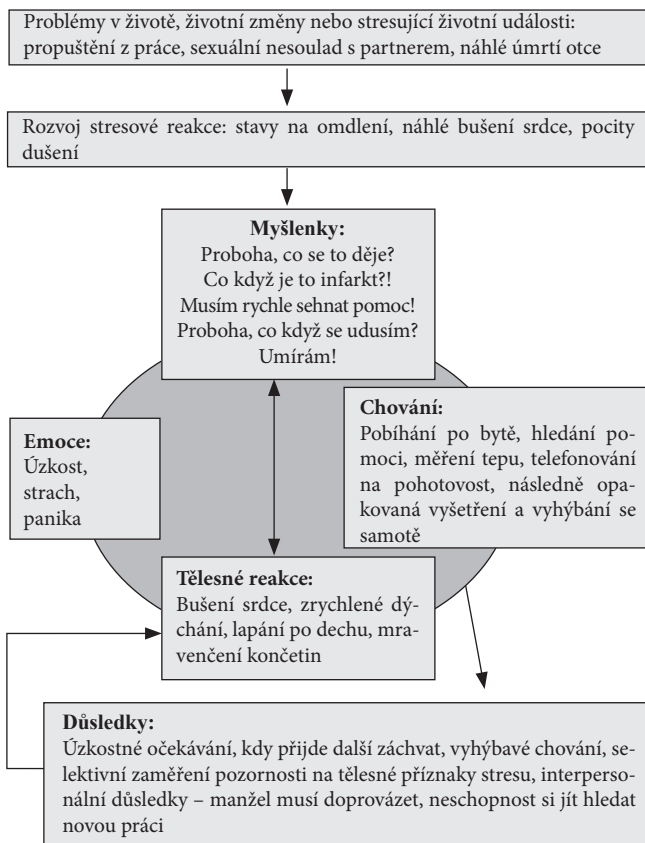 Problémy v životě, životní změny nebo stresující životní události:
propuštění z práce, sexuální nesoulad s partnerem, náhlé úmrtí otce
Rozvoj stresové reakce: stavy na omdlení, náhlé bušení srdce, pocity
dušení
Myšlenky:
Proboha, co se to děje?
Co když je to infarkt?!
Musím rychle sehnat pomoc!
Proboha, co když se udusím?
Umírám!
Emoce:
Úzkost,
strach,
panika
Chování:
Pobíhání po bytě, hledání po-
moci, měření tepu, telefonování
na pohotovost, následně opa-
kovaná vyšetření a vyhýbání se
samotě
Tělesné reakce:
Bušení srdce, zrychlené dý-
chání, lapání po dechu, mra-
venčení končetin
Důsledky:
Úzkostné očekávání, kdy přijde další záchvat, vyhýbavé chování, se-
lektivní zaměření pozornosti na tělesné příznaky stresu, interperso-
nální důsledky – manžel musí doprovázet, neschopnost si jít hledat
novou práci